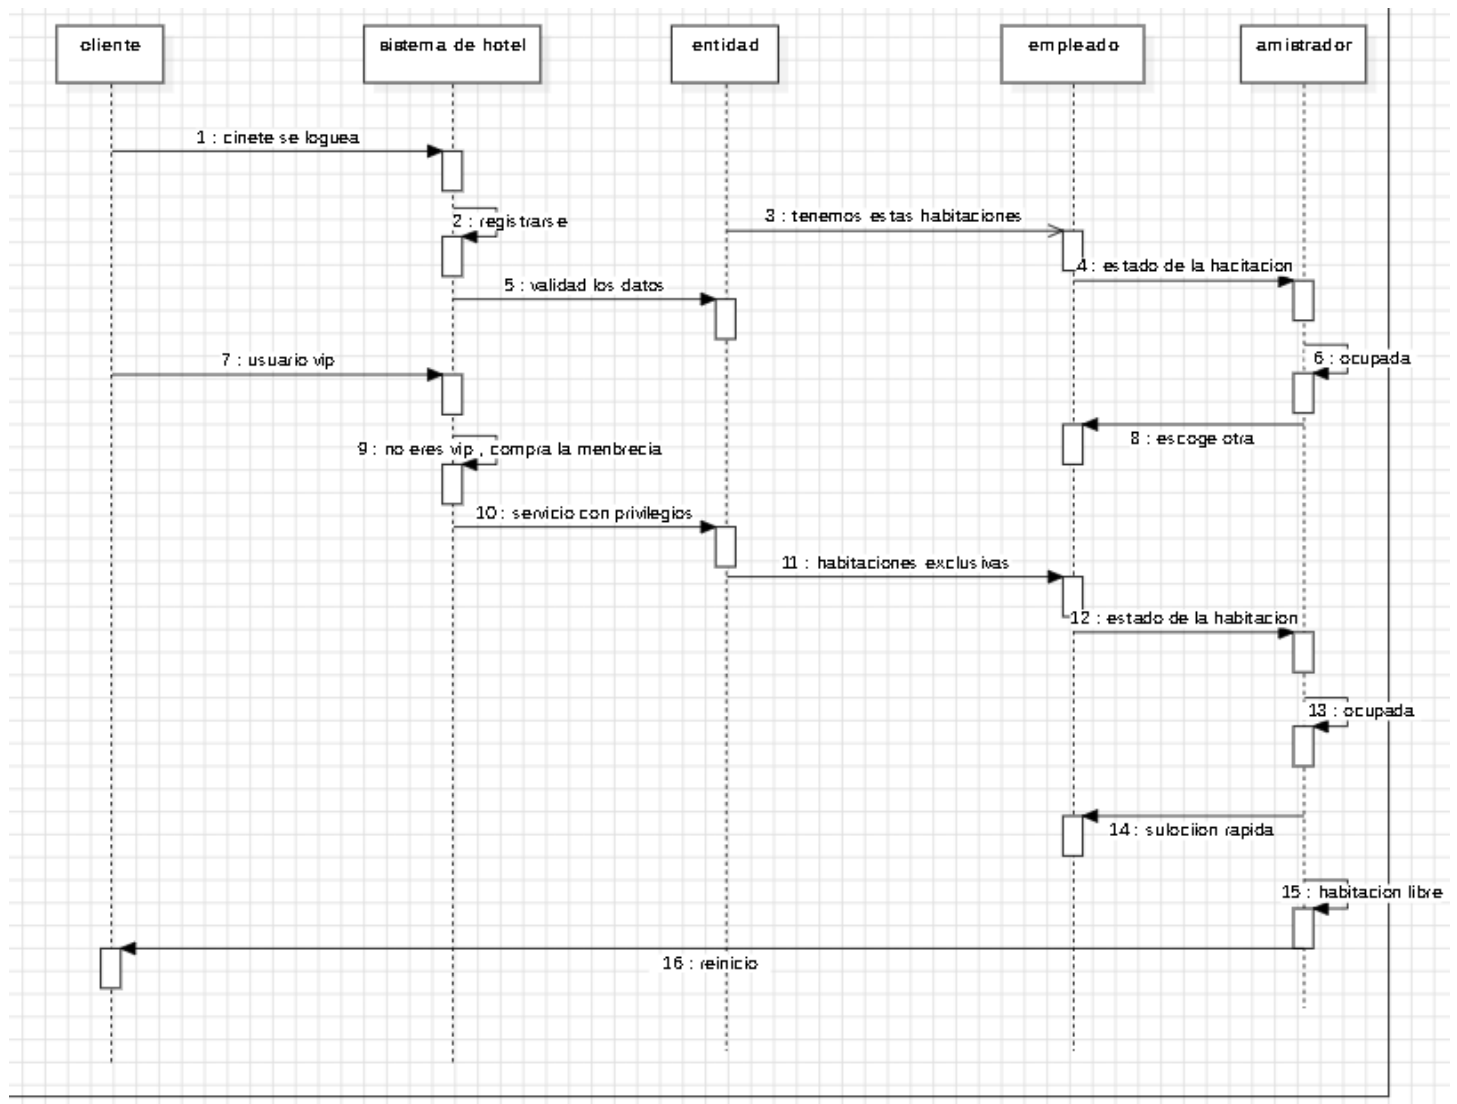 cliente
sistema de hotel
entidad
empleado
amistrador
1 : cinete se loguea
2 : registrarse
3 : tenemos estas habitaciones
4 : estado de la hacitacion
5 : validad los datos
6 : ocupada
7 : usuario vip
8 : escoge otra
9 : no eres vip , compra la menbrecia
10 : servicio con privilegios
11 : habitaciones exclusivas
12 : estado de la habitacion
13 : ocupada
14 : sulociion rapida
15 : habitacion libre
16 : reinicio